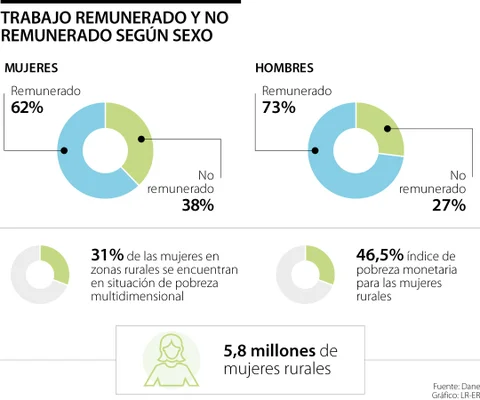 TRABAJO REMUNERADO Y NO
REMUNERADO SEGÚN SEXO
MUJERES
Remunerado
62%
No
remunerado
38%
HOMBRES
Remunerado
73%
No
remunerado
27%
31% de las mujeres en
zonas rurales se encuentran
en situación de pobreza
multidimensional
46,5% índice de
pobreza monetaria
para las mujeres
rurales
5,8 millones de
mujeres rurales
Fuente: Dane
Gráfico: LR-ER